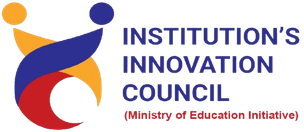 INSTITUTION'S
INNOVATION
COUNCIL
(Ministry of Education Initiative)